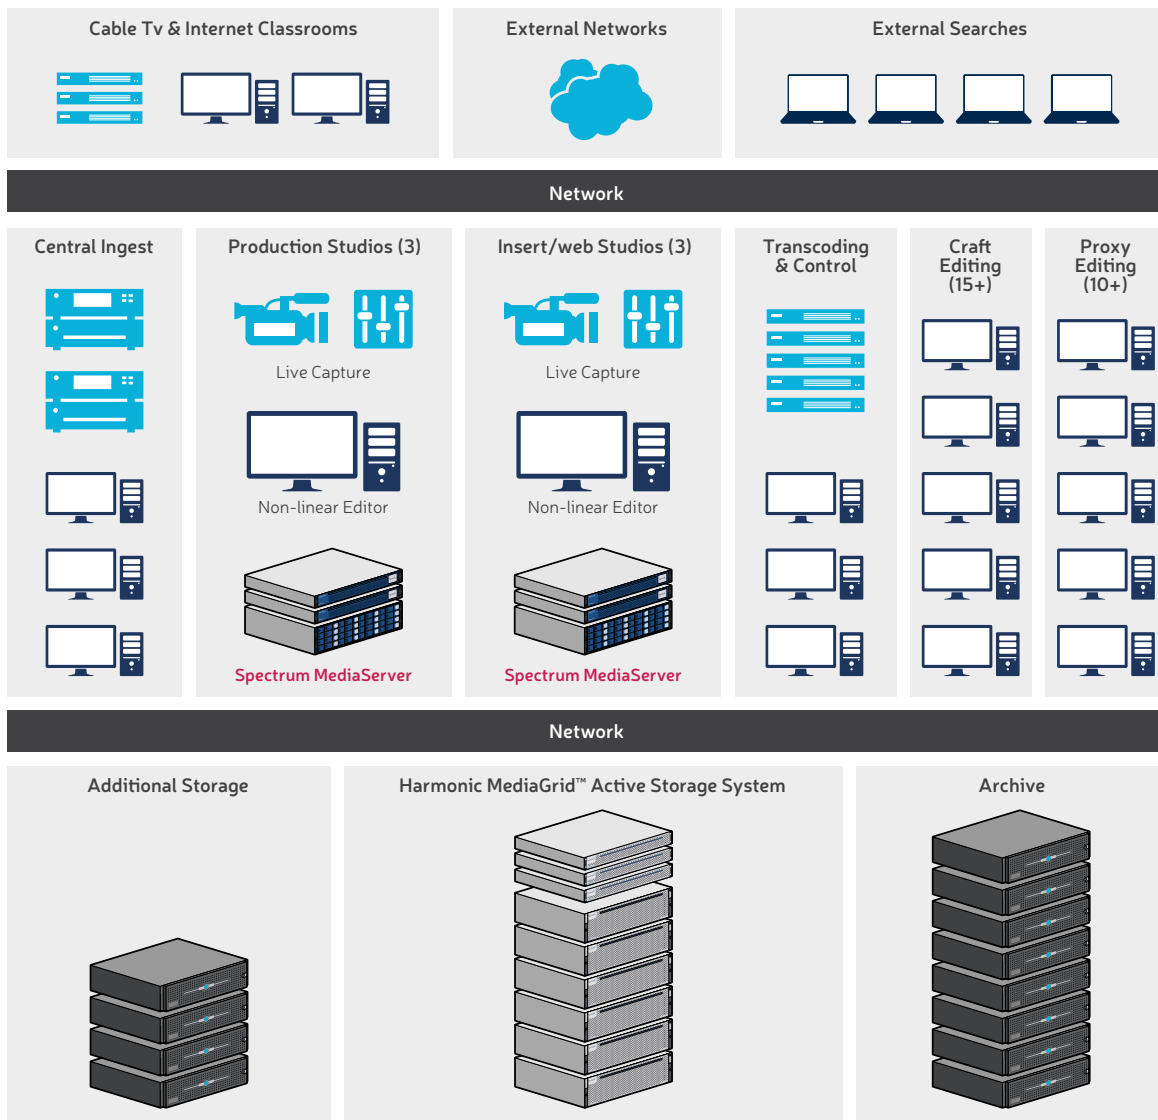 Cable Tv & Internet Classrooms
External Networks
External Searches
Network
Central Ingest
Production Studios (3)
Live Capture
Non-linear Editor
Spectrum MediaServer
Insert/web Studios (3)
Live Capture
Non-linear Editor
Spectrum MediaServer
Transcoding
& Control
Craft
Editing
(15+)
Proxy
Editing
(10+)
Network
Additional Storage
Harmonic MediaGrid™ Active Storage System
Archive